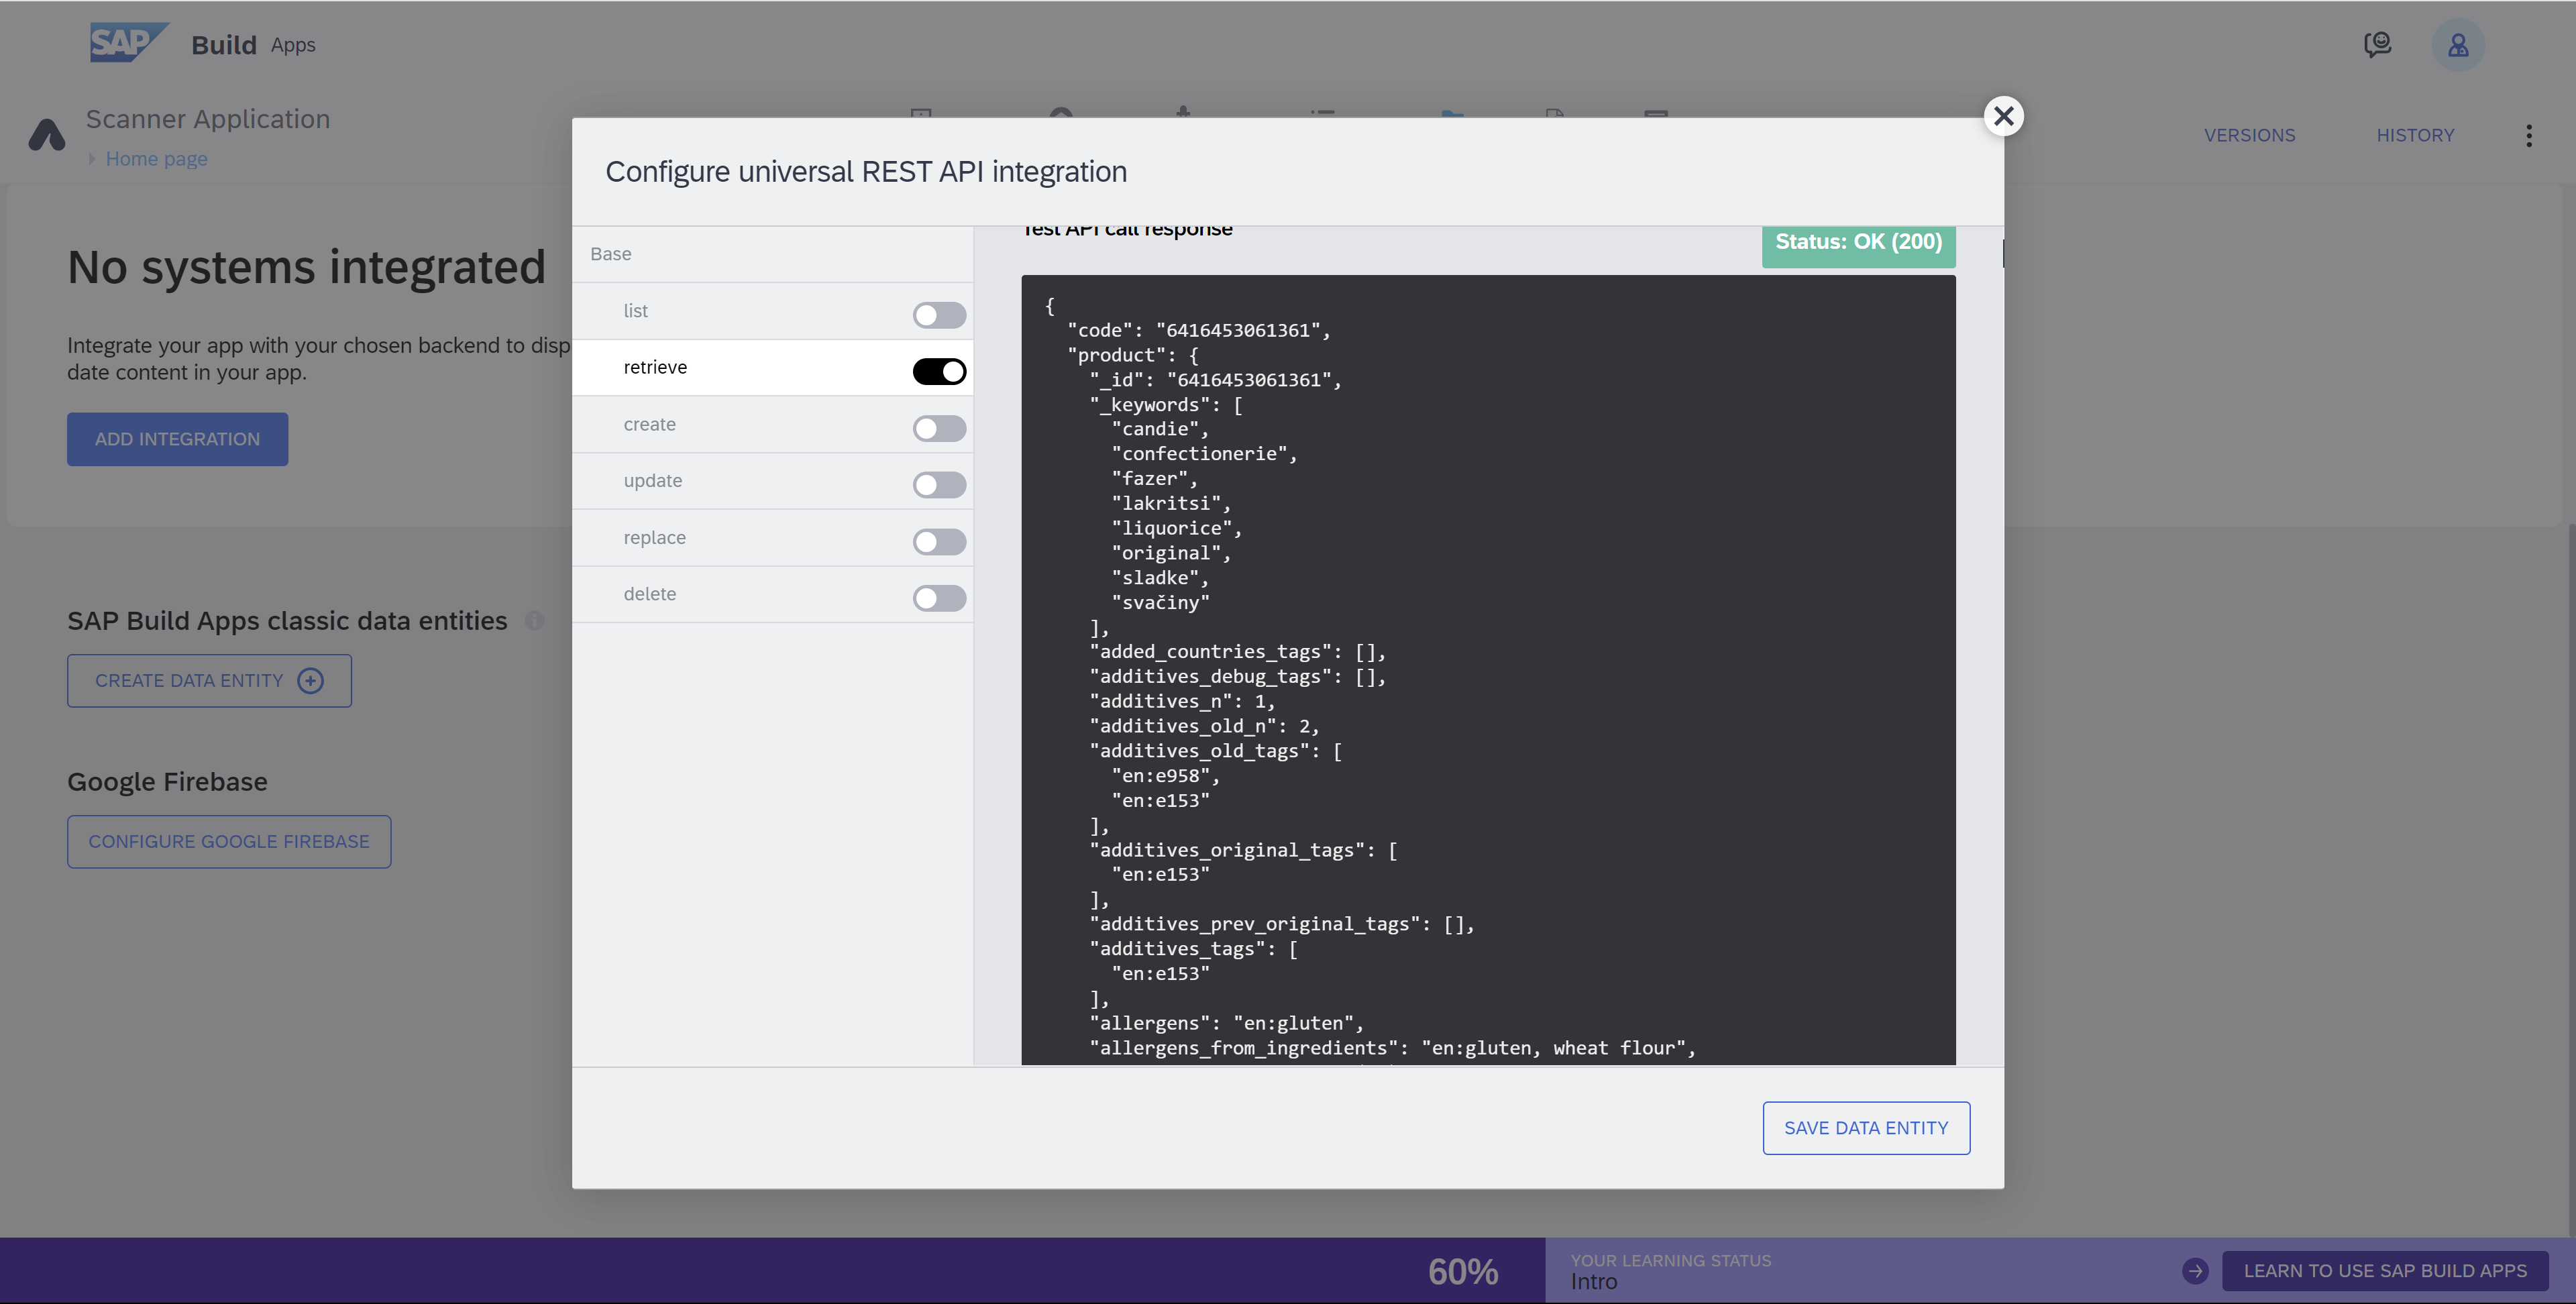 SAP Build Apps
Scanner Application
Home page
VERSIONS
HISTORY
No systems integrated
Integrate your app with your chosen backend to disp
date content in your app.
ADD INTEGRATION
SAP Build Apps classic data entities
CREATE DATA ENTITY
Google Firebase
CONFIGURE GOOGLE FIREBASE
Configure universal REST API integration
Base
list
retrieve
create
update
replace
delete
Test API call response
Status: OK (200)
{
"code": "6416453061361",
"product": {
"_id": "6416453061361",
"_keywords": [
"candie",
"confectionerie",
"fazer",
"lakritsi",
"liquorice",
"original",
"sladke",
"svačiny"
],
"added_countries_tags": [],
"additives_debug_tags": [],
"additives_n": 1,
"additives_old_n": 2,
"additives_old_tags": [
"en:e958",
"en:e153"
],
"additives_original_tags": [
"en:e153"
],
"additives_prev_original_tags": [],
"additives_tags": [
"en:e153"
],
"allergens": "en:gluten",
"allergens_from_ingredients": "en:gluten, wheat flour",
SAVE DATA ENTITY
60%
YOUR LEARNING STATUS
Intro
LEARN TO USE SAP BUILD APPS